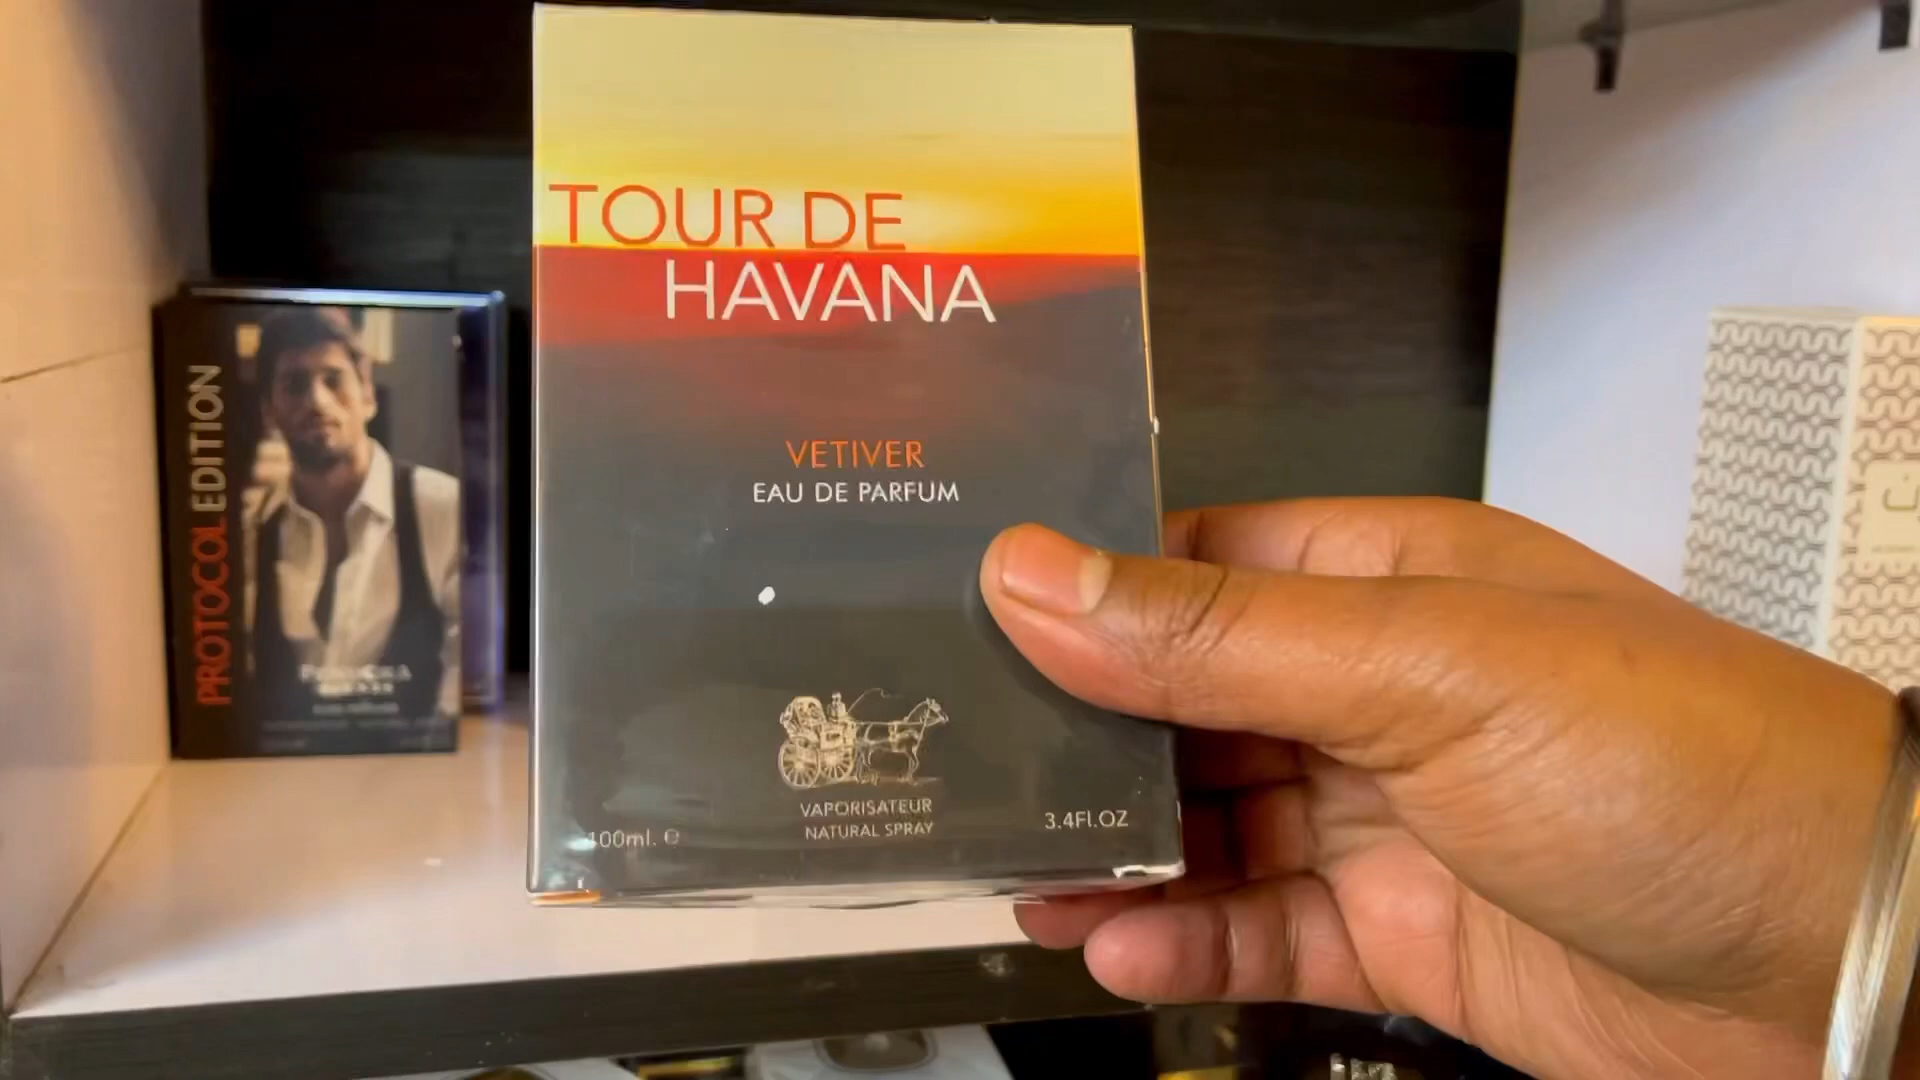 TOUR DE
HAVANA
VETIVER
EAU DE PARFUM
VAPORISATEUR
NATURAL SPRAY
100ml. e
3.4Fl.OZ
PROTOCOL EDITION
ن